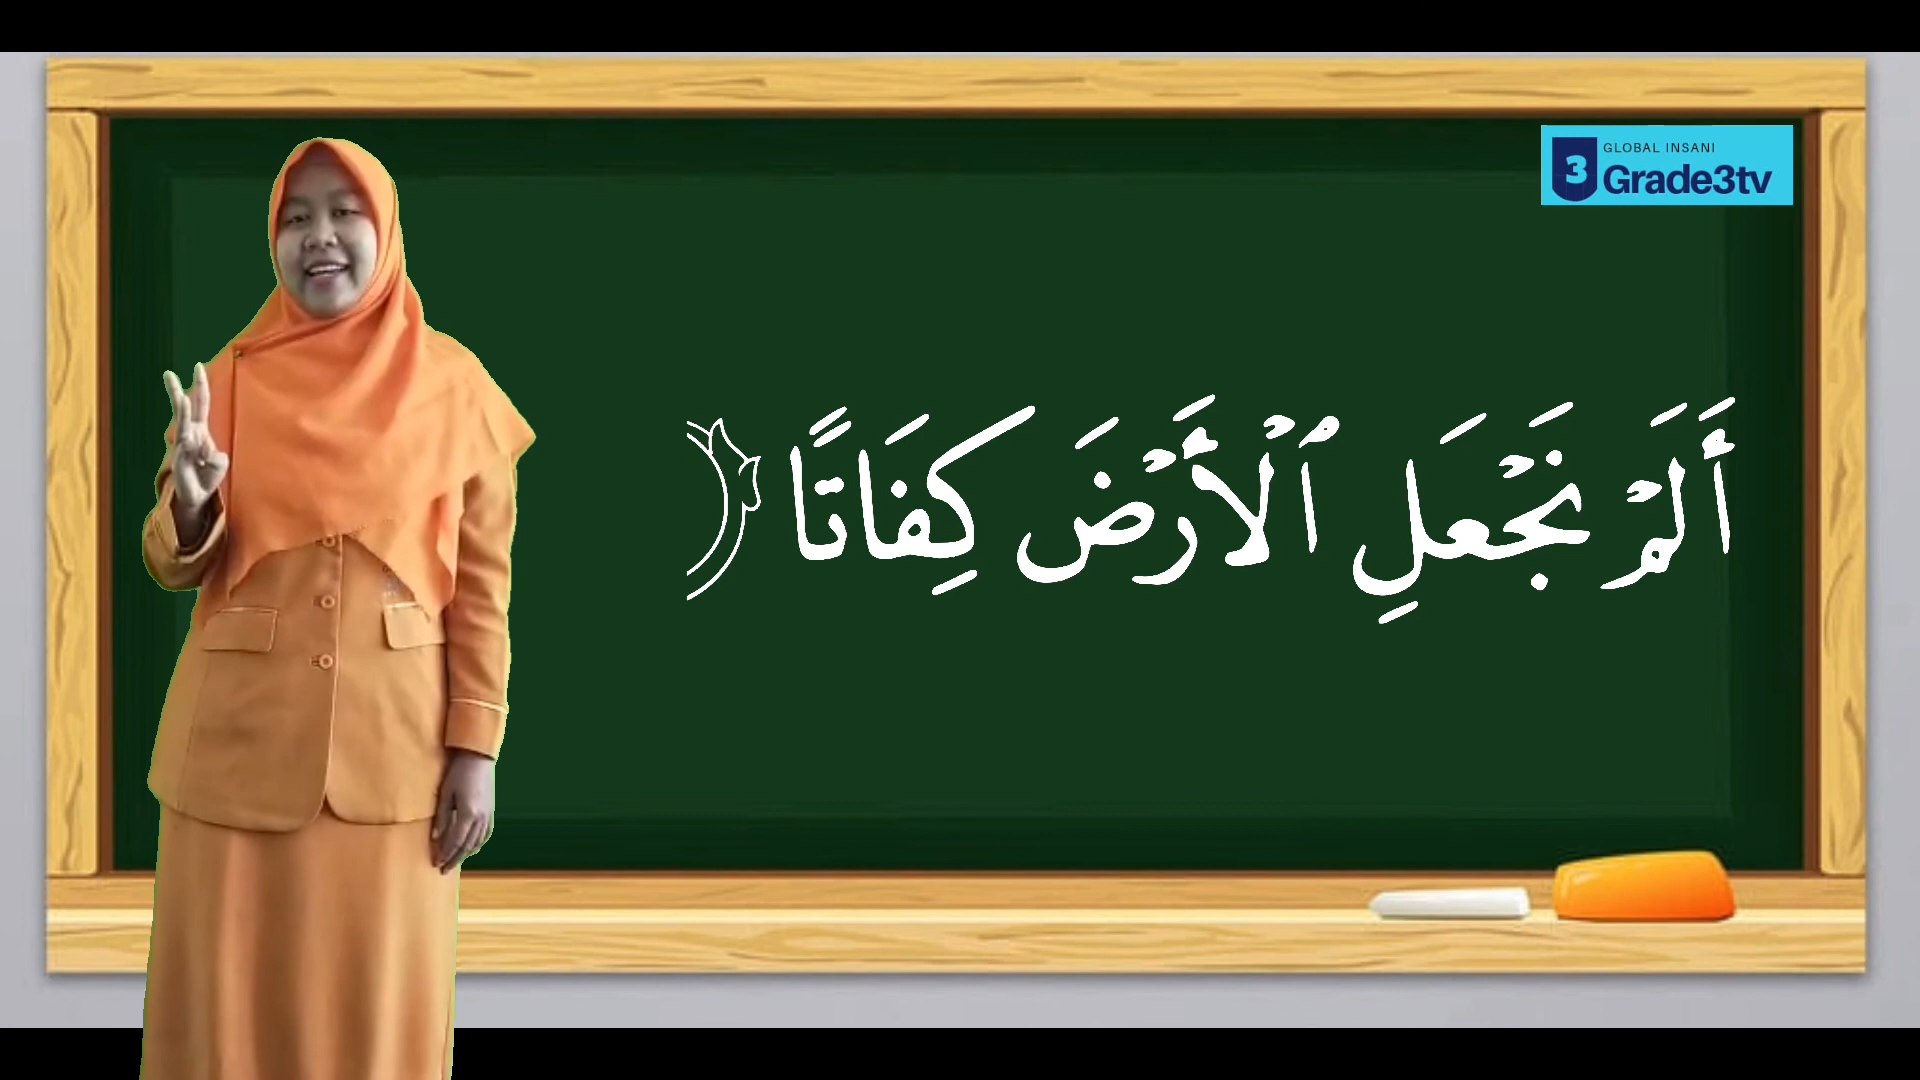 GLOBAL INSANI
3 Grade3tv
أَلَمْ نَجْعَلِ ٱلْأَرْضَ كِفَاتًا